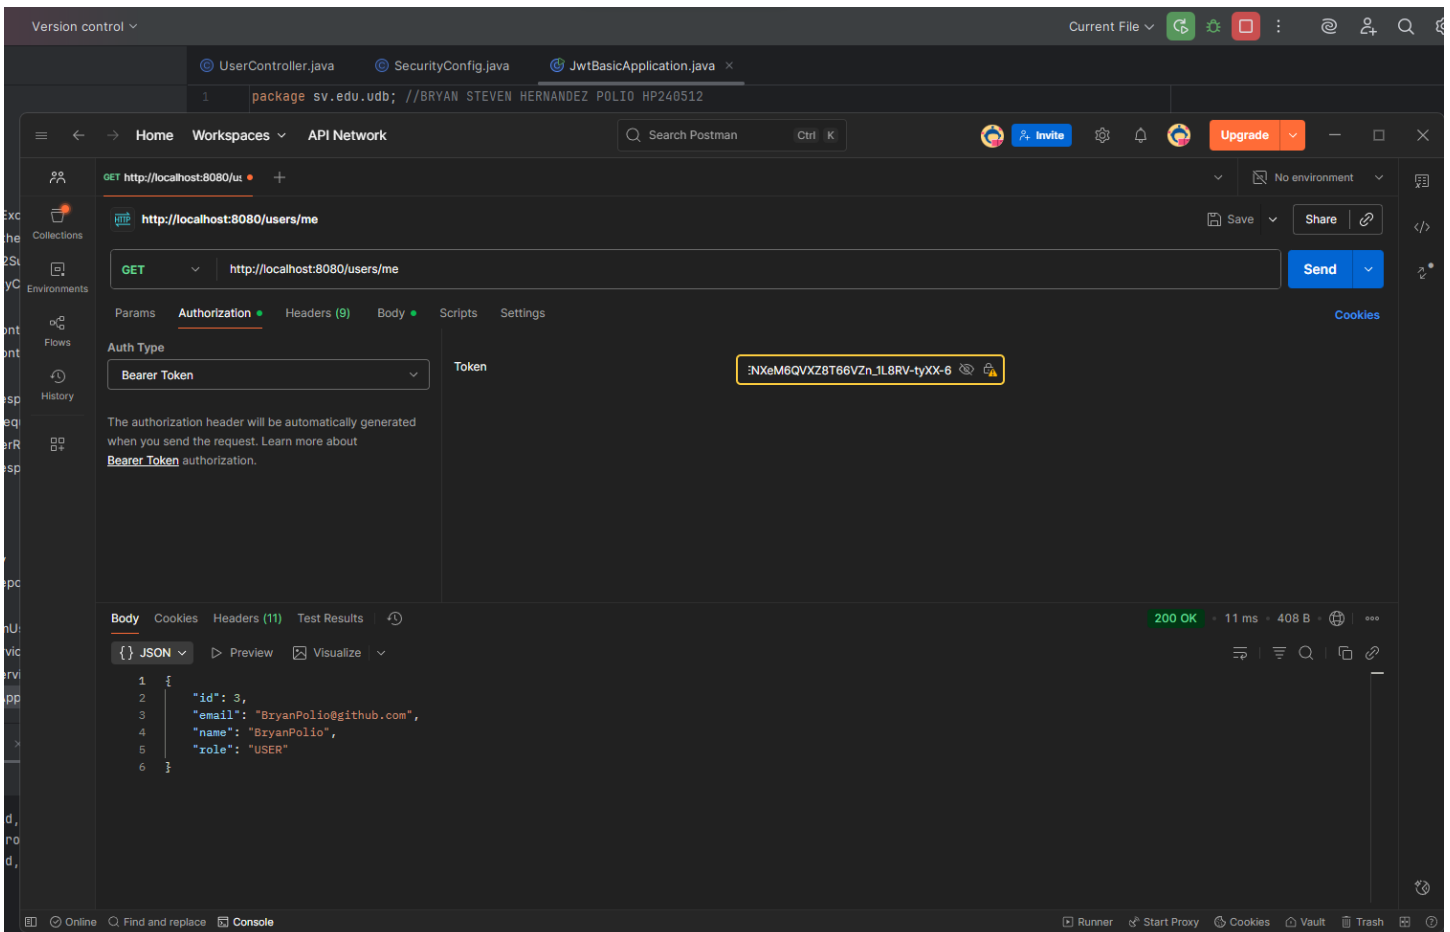 Version control
Current File
UserController.java
SecurityConfig.java
JwtBasicApplication.java
1 package sv.edu.udb; //BRYAN STEVEN HERNANDEZ POLIO HP240512
Home Workspaces API Network
Search Postman Ctrl K
Invite
Upgrade
GET http://localhost:8080/us
No environment
HTTP http://localhost:8080/users/me
Save
Share
Collections
Environments
Flows
History
GET http://localhost:8080/users/me
Send
Params Authorization Headers (9) Body Scripts Settings
Cookies
Auth Type
Bearer Token
The authorization header will be automatically generated
when you send the request. Learn more about
Bearer Token authorization.
Token
ENXeM6QVXZ8T66VZn_1L8RV-tyXX-6
Body Cookies Headers (11) Test Results
200 OK • 11 ms • 408 B
{} JSON Preview Visualize
1 {
2 "id": 3,
3 "email": "BryanPolio@github.com",
4 "name": "BryanPolio",
5 "role": "USER"
6 }
Online Find and replace Console
Runner Start Proxy Cookies Vault Trash